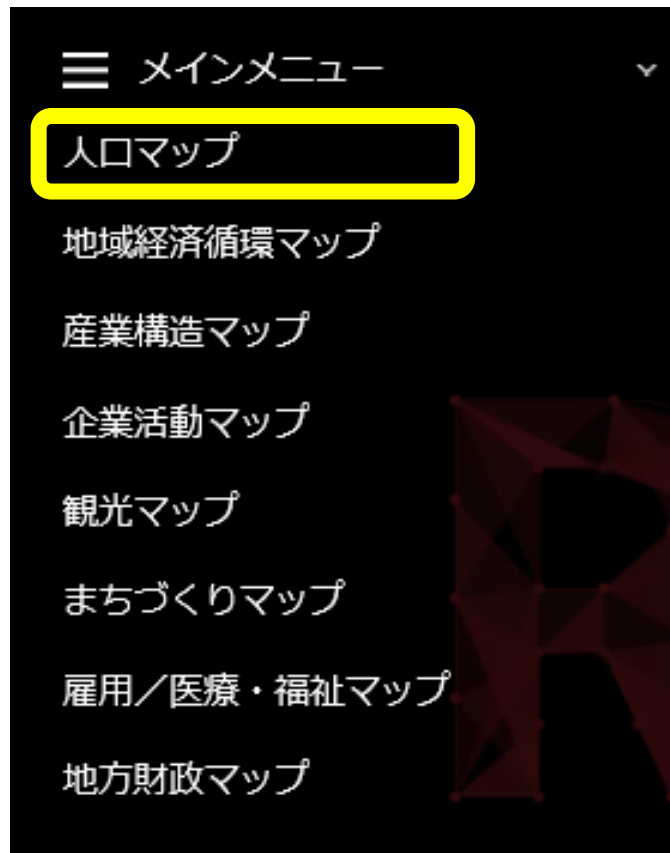 メインメニュー
人口マップ
地域経済循環マップ
産業構造マップ
企業活動マップ
観光マップ
まちづくりマップ
雇用／医療・福祉マップ
地方財政マップ
R